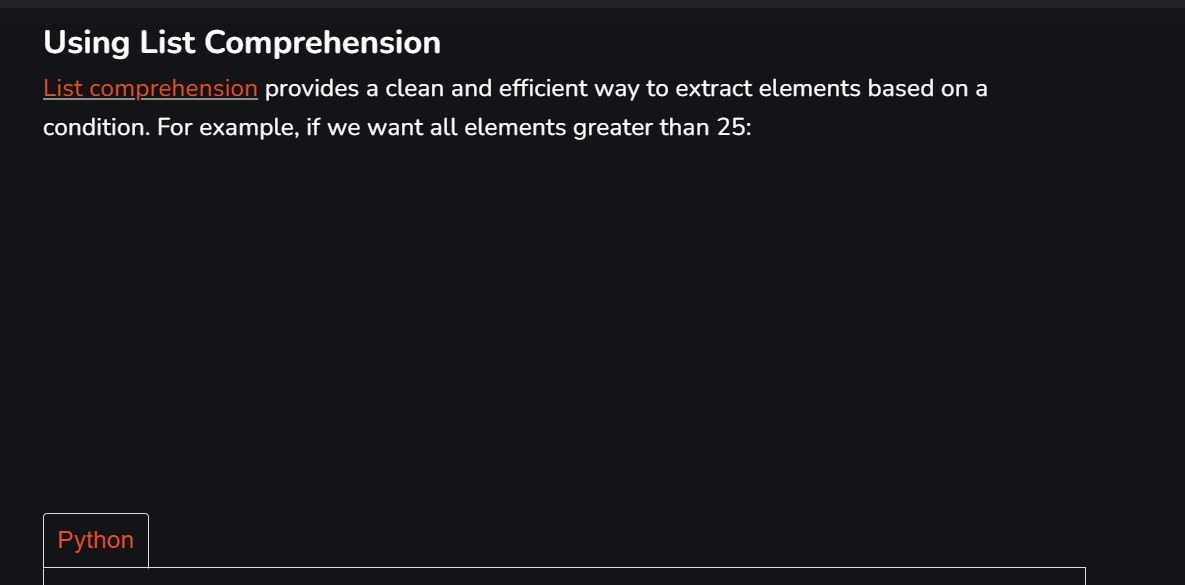 Using List Comprehension
List comprehension provides a clean and efficient way to extract elements based on a
condition. For example, if we want all elements greater than 25:
Python